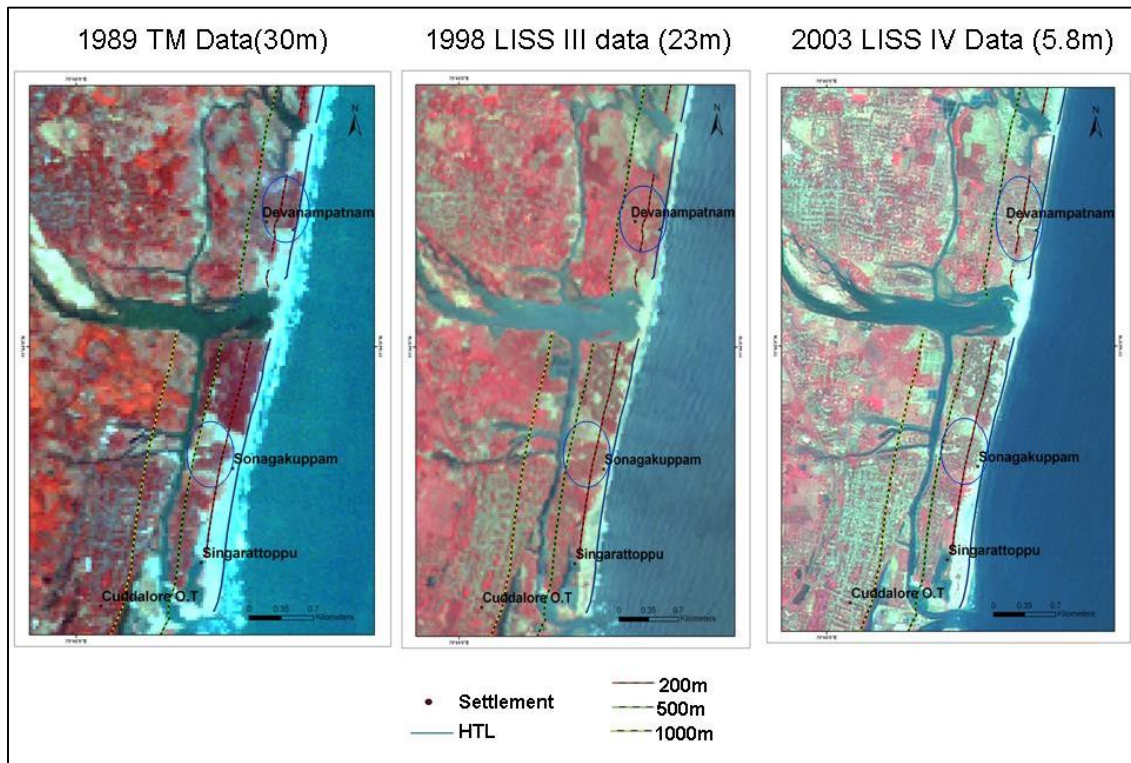 1989 TM Data(30m)
1998 LISS III data (23m)
2003 LISS IV Data (5.8m)
N
Devanampatnam
Sonagakuppam
Singarattoppu
Cuddalore O.T
0 0.35 0.7
Kilometers
N
Devanampatnam
Sonagakuppam
Singarattoppu
Cuddalore O.T
0 0.35 0.7
Kilometers
N
Devanampatnam
Sonagakuppam
Singarattoppu
Cuddalore O.T
0 0.35 0.7
Kilometers
Settlement
HTL
200m
500m
1000m